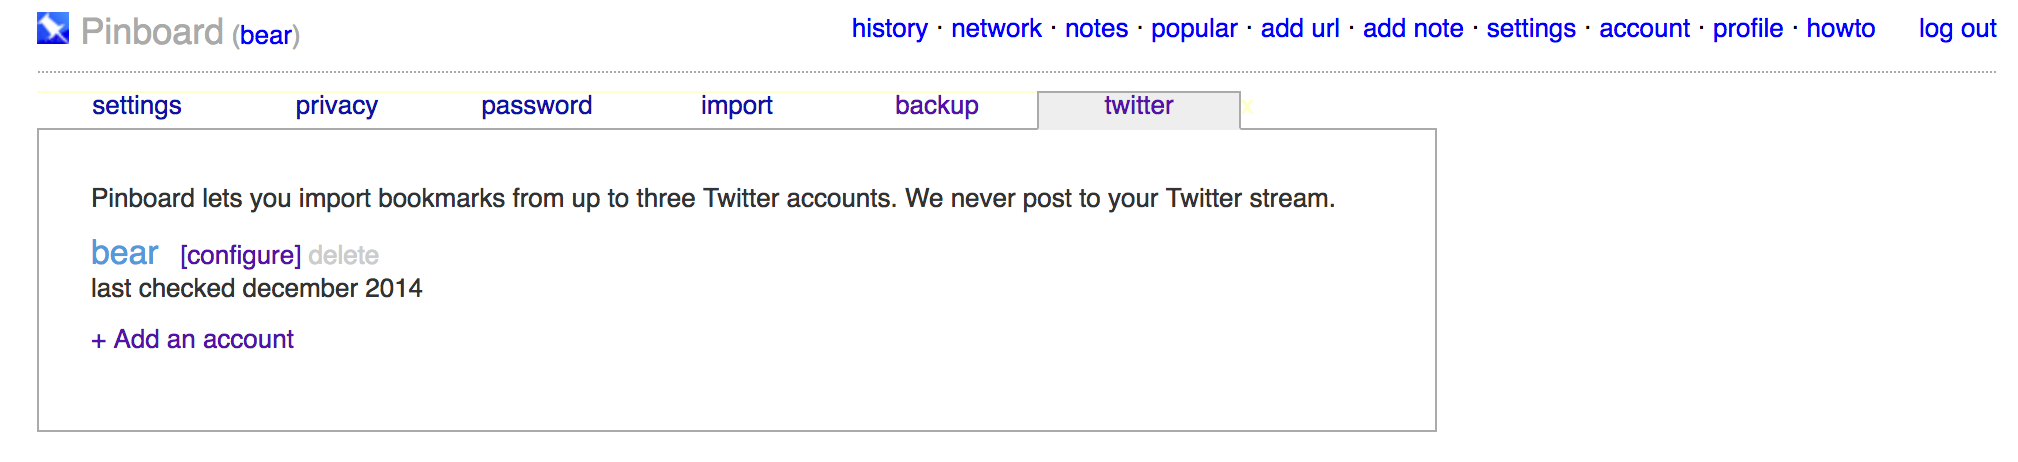 Pinboard (bear)
history · network · notes · popular · add url · add note · settings · account · profile · howto log out
settings privacy password import backup twitter x
Pinboard lets you import bookmarks from up to three Twitter accounts. We never post to your Twitter stream.
bear [configure] delete
last checked december 2014
+ Add an account